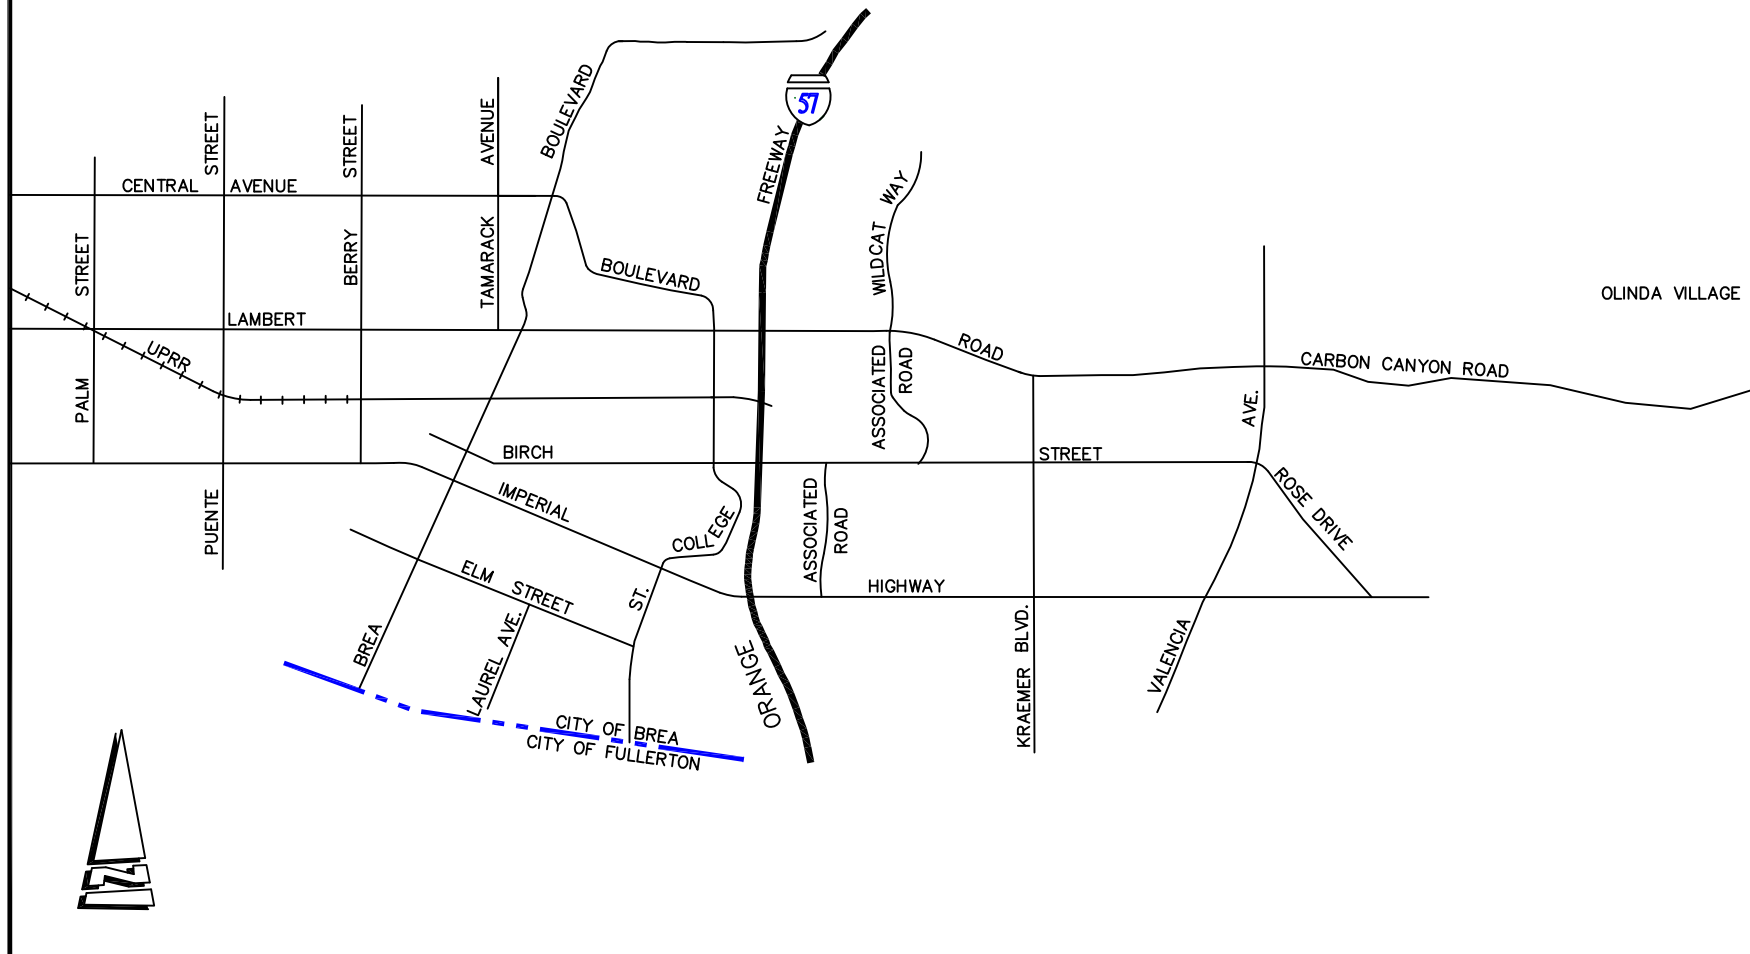 BOULEVARD
57
FREEWAY
STREET
STREET
AVENUE
CENTRAL AVENUE
WILDCAT WAY
STREET
BERRY
TAMARACK
BOULEVARD
OLINDA VILLAGE
LAMBERT
ROAD
UPRR
ASSOCIATED
ROAD
CARBON CANYON ROAD
PALM
AVE.
BIRCH
STREET
PUENTE
IMPERIAL
COLLEGE
ASSOCIATED
ROAD
ROSE DRIVE
ELM STREET
ST.
HIGHWAY
BREA
LAUREL AVE.
ORANGE
KRAEMER BLVD.
VALENCIA
CITY OF BREA
CITY OF FULLERTON
N